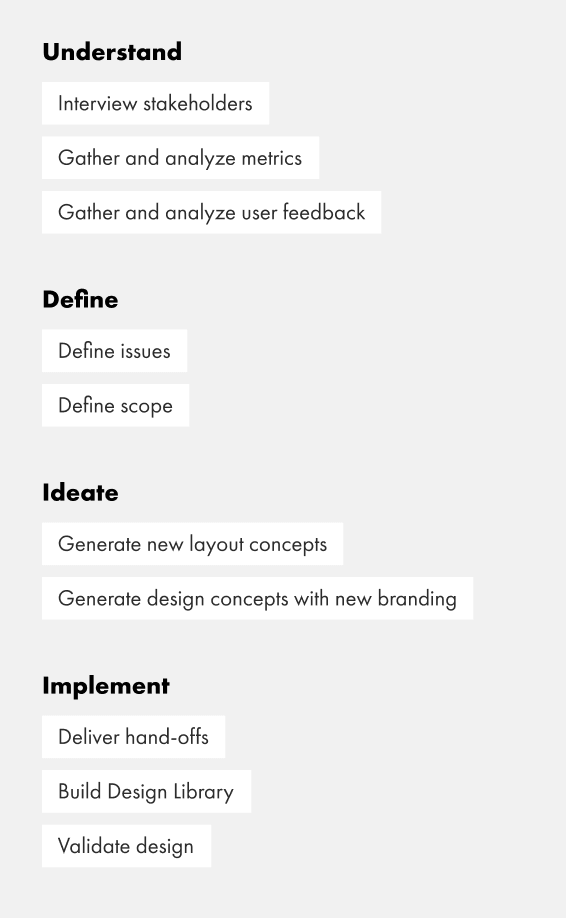 Understand
Interview stakeholders
Gather and analyze metrics
Gather and analyze user feedback
Define
Define issues
Define scope
Ideate
Generate new layout concepts
Generate design concepts with new branding
Implement
Deliver hand-offs
Build Design Library
Validate design